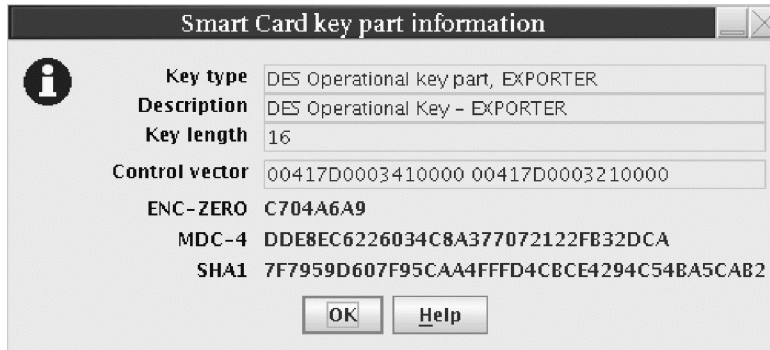 Smart Card key part information
Key type DES Operational key part, EXPORTER
Description DES Operational Key – EXPORTER
Key length 16
Control vector 00417D0003410000 00417D0003210000
ENC-ZERO C704A6A9
MDC-4 DDE8EC6226034C8A377072122FB32DCA
SHA1 7F7959D607F95CAA4FFFD4CBCE4294C54BA5CAB2
OK Help